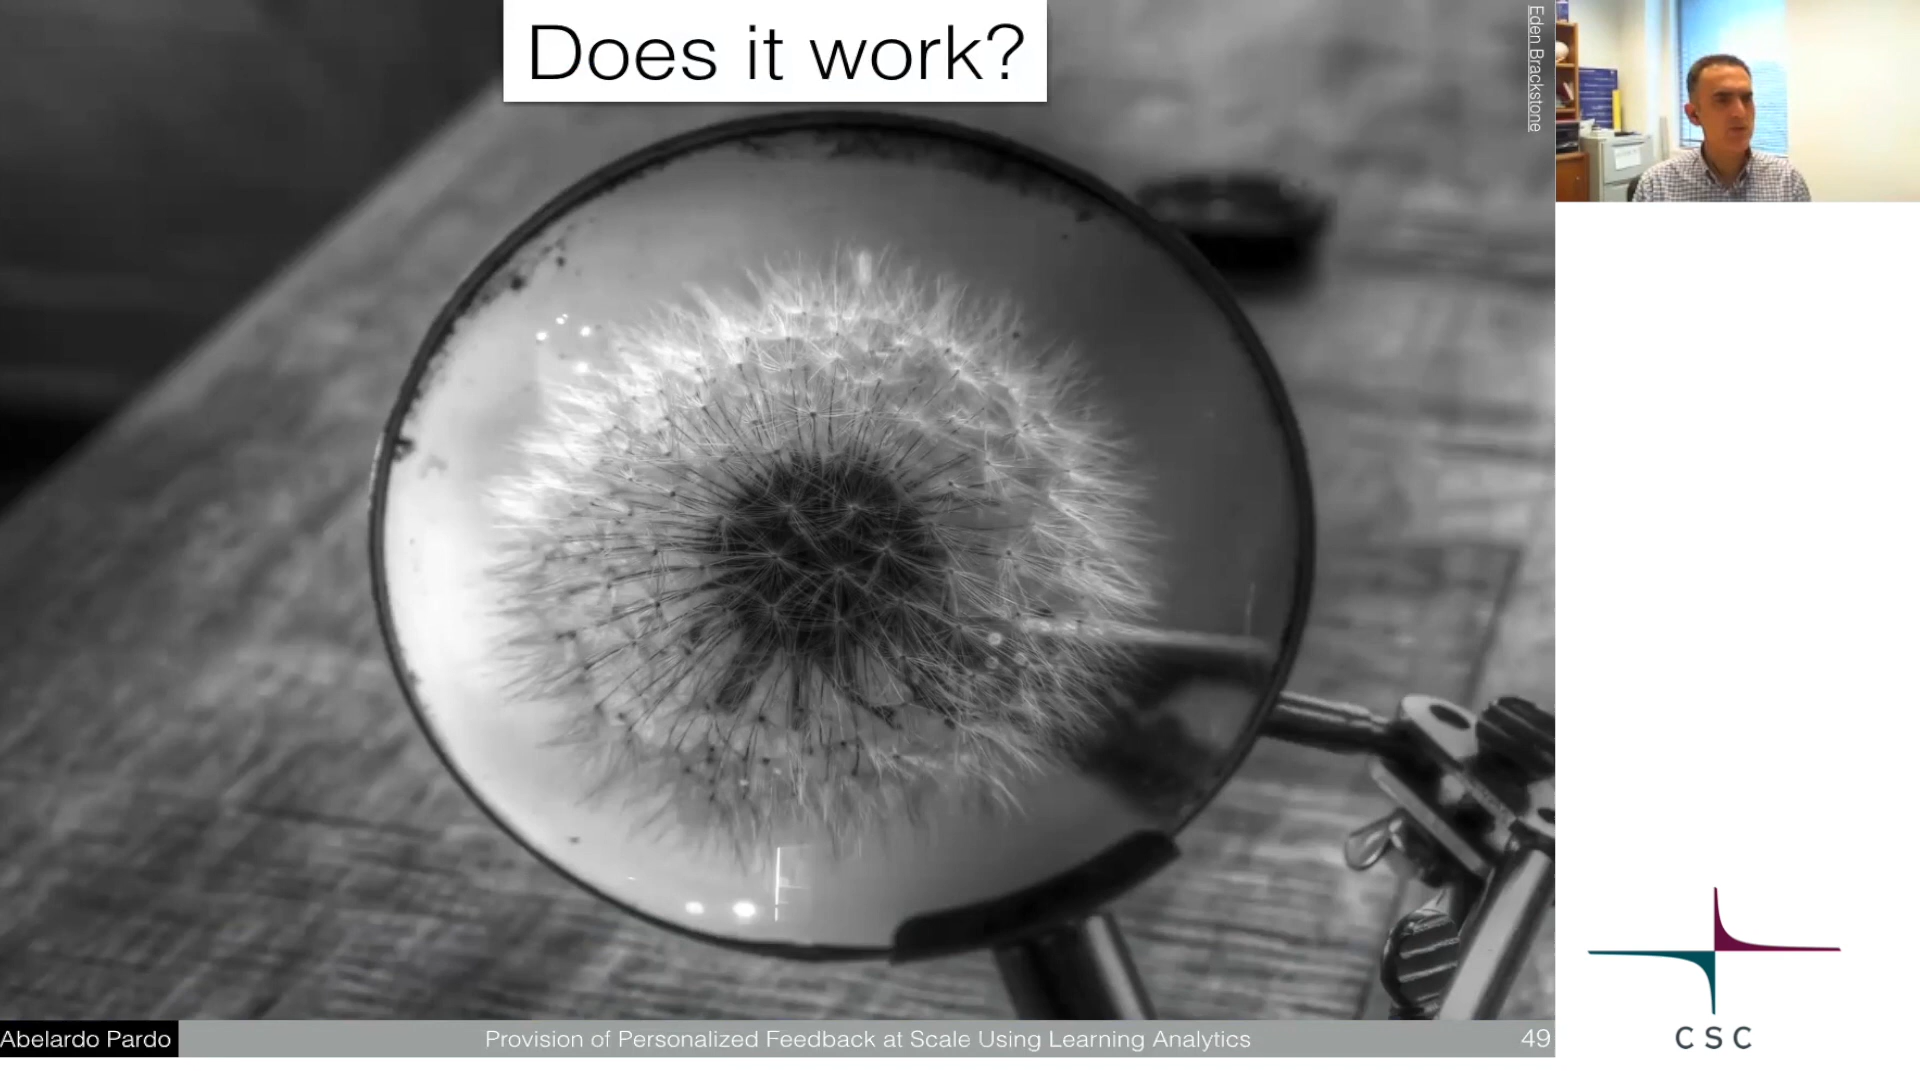 Does it work?
Eden Brackstone
Abelardo Pardo
Provision of Personalized Feedback at Scale Using Learning Analytics
49
CSC